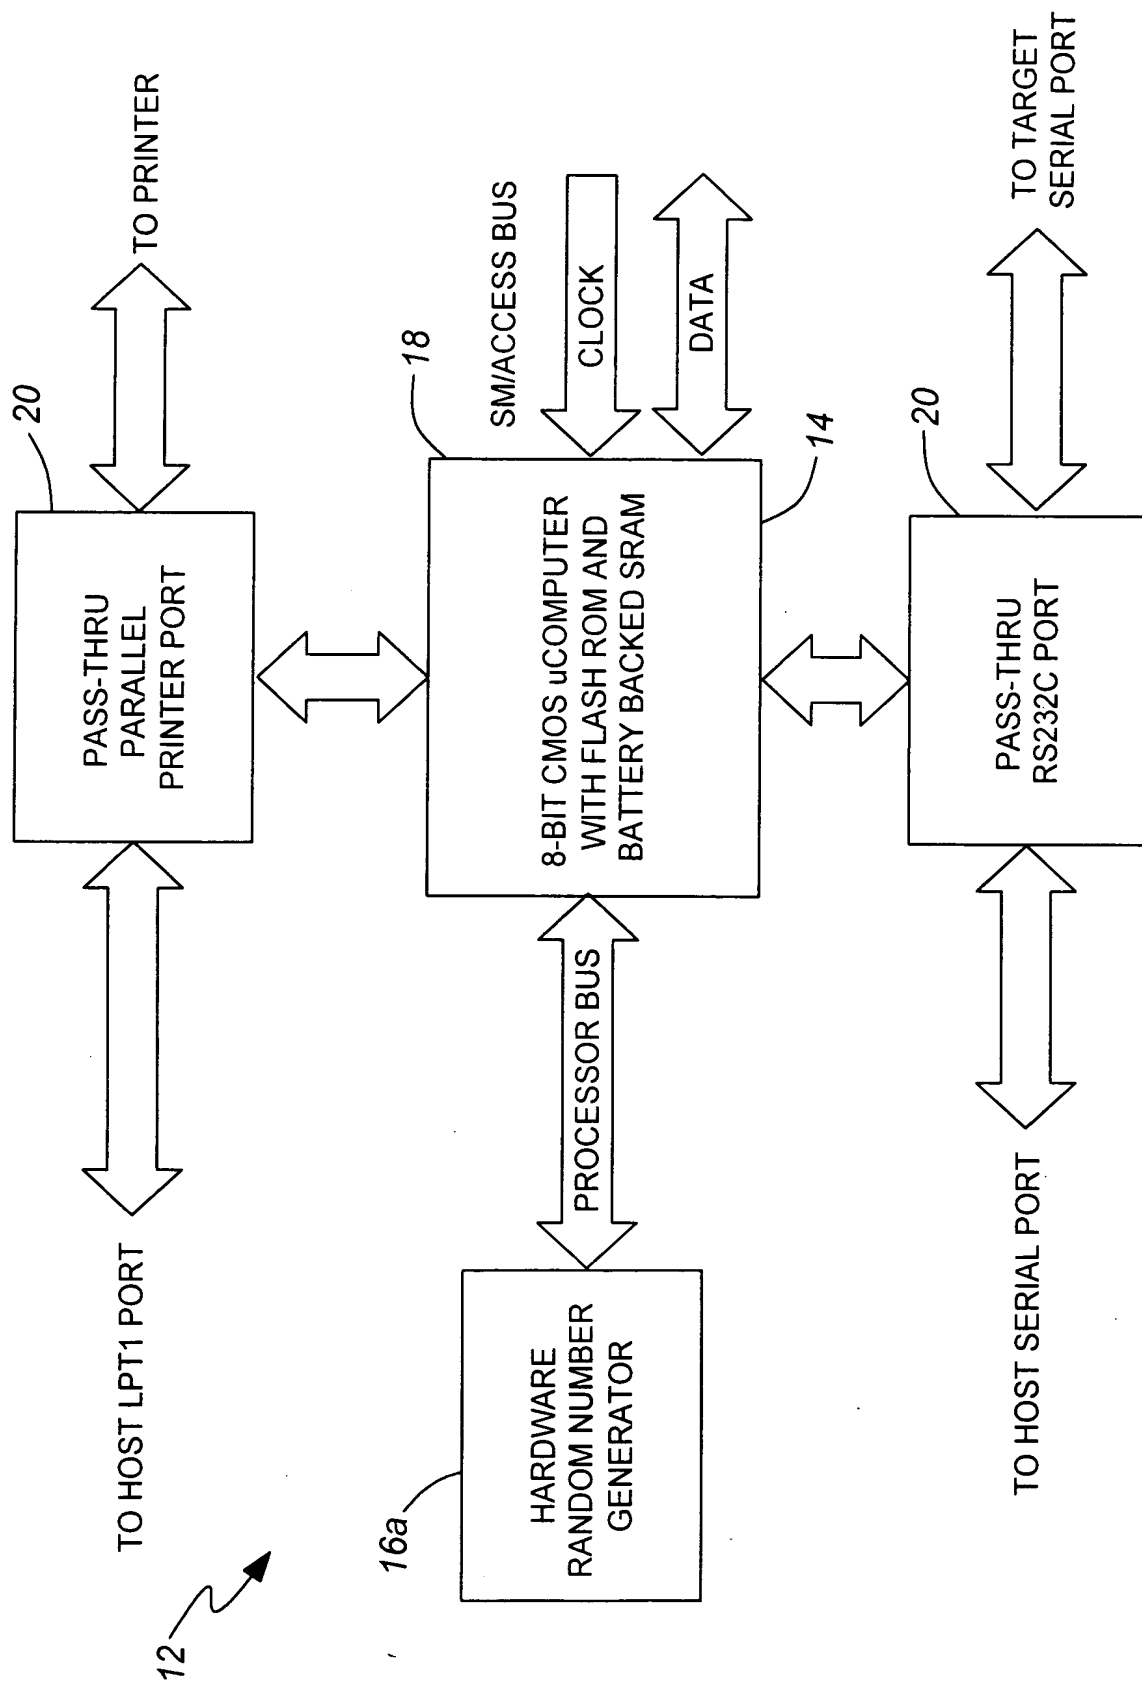 TO HOST LPT1 PORT
PASS-THRU
PARALLEL
PRINTER PORT
20
TO PRINTER
12
16a
HARDWARE
RANDOM NUMBER
GENERATOR
PROCESSOR BUS
18
8-BIT CMOS uCOMPUTER
WITH FLASH ROM AND
BATTERY BACKED SRAM
14
SM/ACCESS BUS
CLOCK
DATA
TO HOST SERIAL PORT
PASS-THRU
RS232C PORT
20
TO TARGET
SERIAL PORT